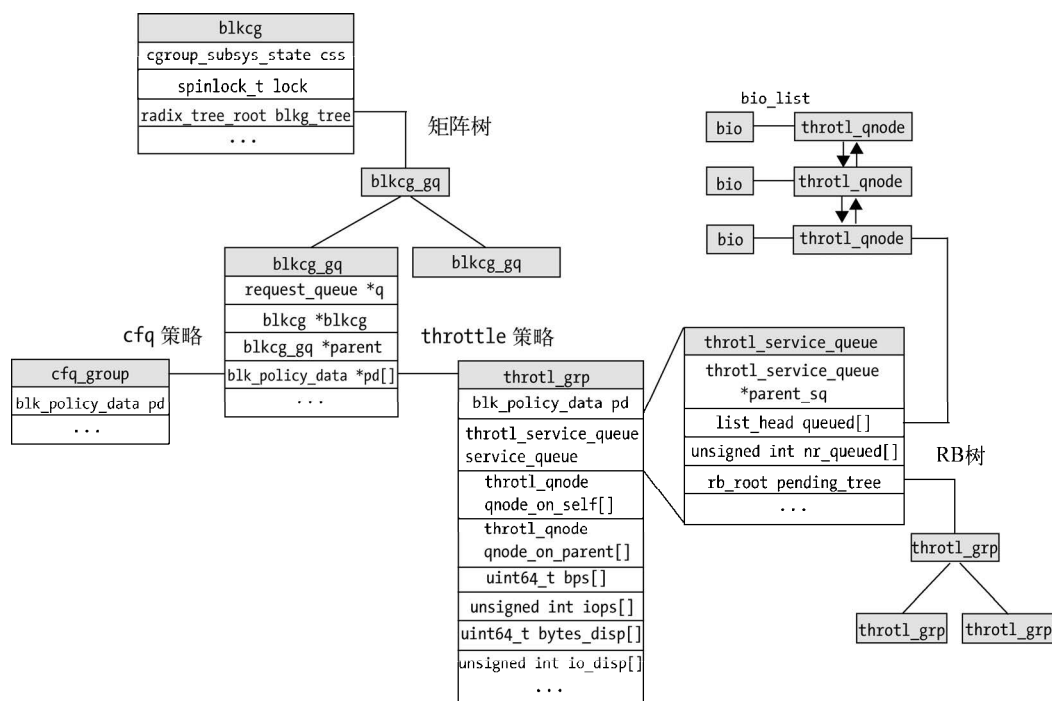 blkcg
cgroup_subsys_state css
spinlock_t lock
radix_tree_root blkg_tree
...
矩阵树
blkcg_gq
blkcg_gq
request_queue *q
blkcg *blkcg
blkcg_gq *parent
blk_policy_data *pd[]
...
blkcg_gq
cfq 策略
cfq_group
blk_policy_data pd
...
throttle 策略
throtl_grp
blk_policy_data pd
throtl_service_queue
service_queue
throtl_qnode
qnode_on_self[]
throtl_qnode
qnode_on_parent[]
uint64_t bps[]
unsigned int iops[]
uint64_t bytes_disp[]
unsigned int io_disp[]
...
bio_list
bio
throtl_qnode
bio
throtl_qnode
bio
throtl_qnode
throtl_service_queue
throtl_service_queue
*parent_sq
list_head queued[]
unsigned int nr_queued[]
rb_root pending_tree
...
RB树
throtl_grp
throtl_grp
throtl_grp